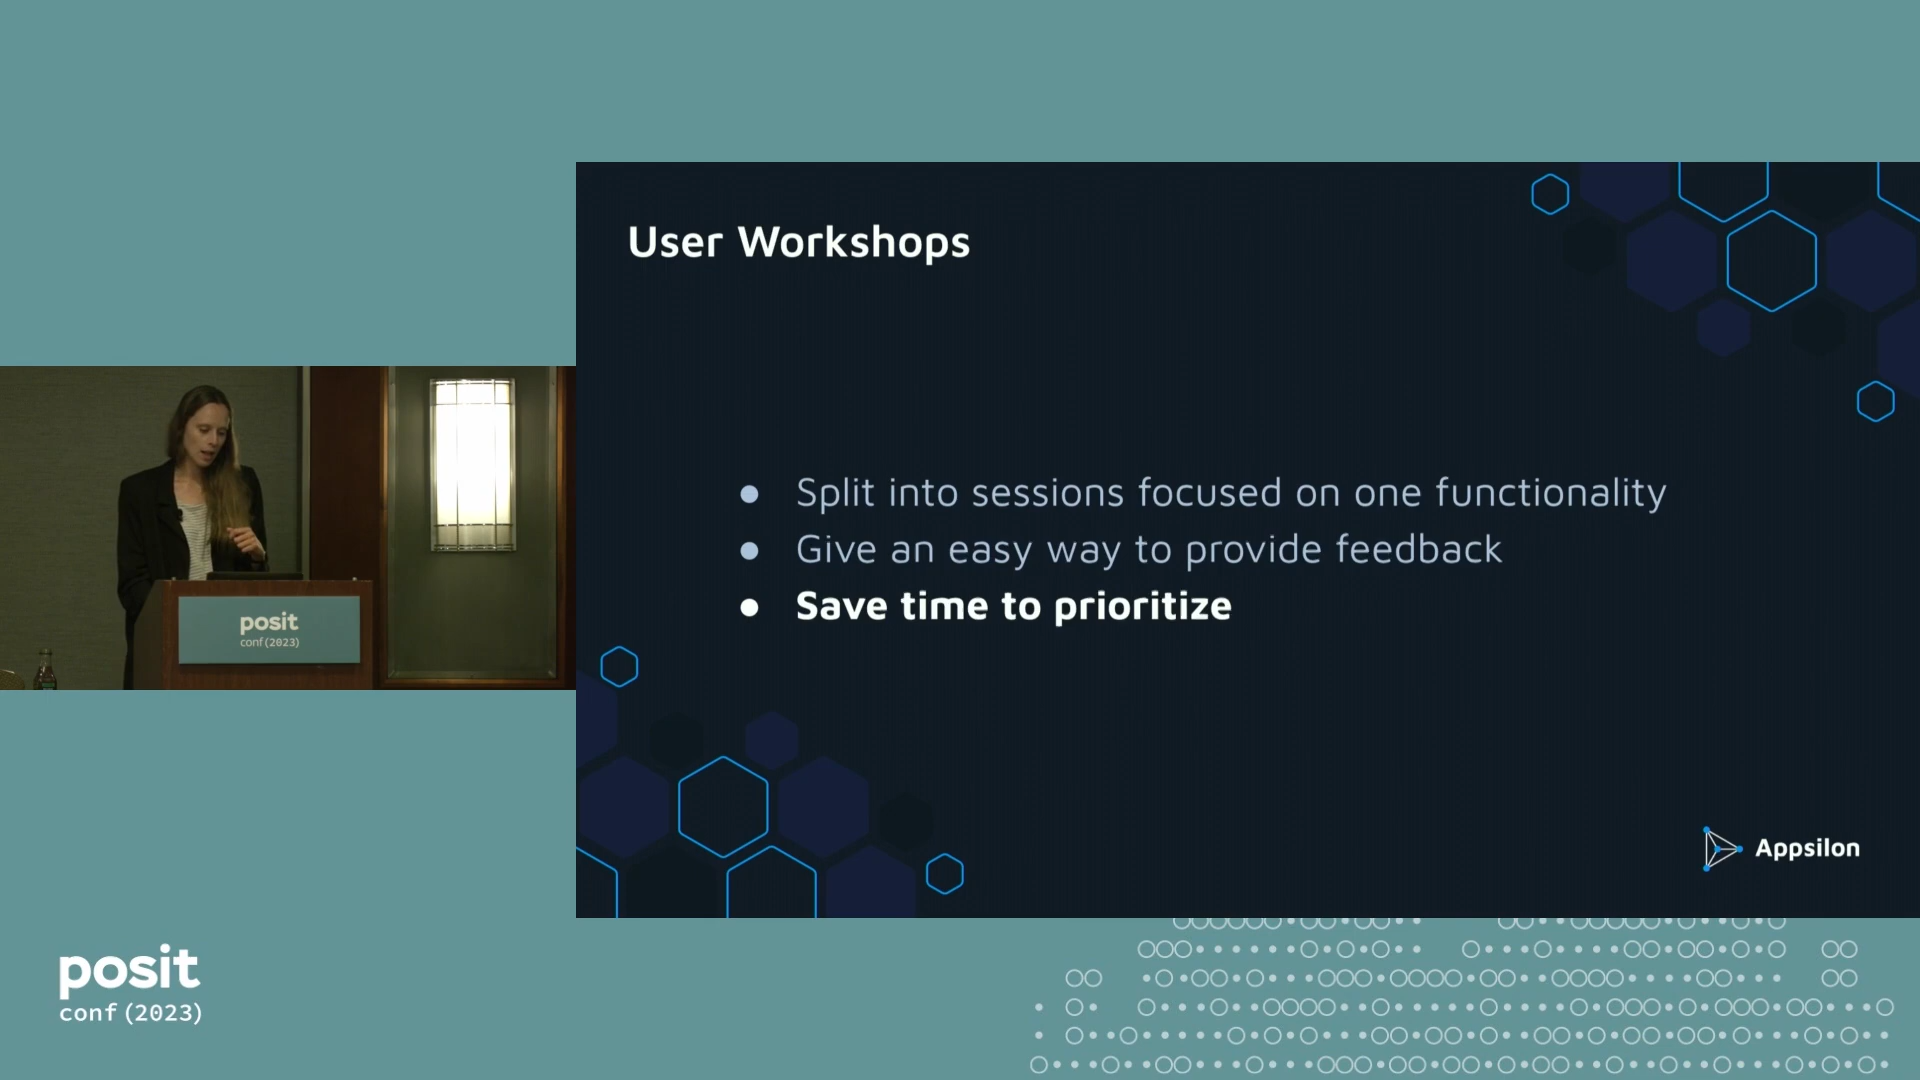 User Workshops
● Split into sessions focused on one functionality
● Give an easy way to provide feedback
● Save time to prioritize
posit
conf(2023)
Appsilon
posit
conf(2023)